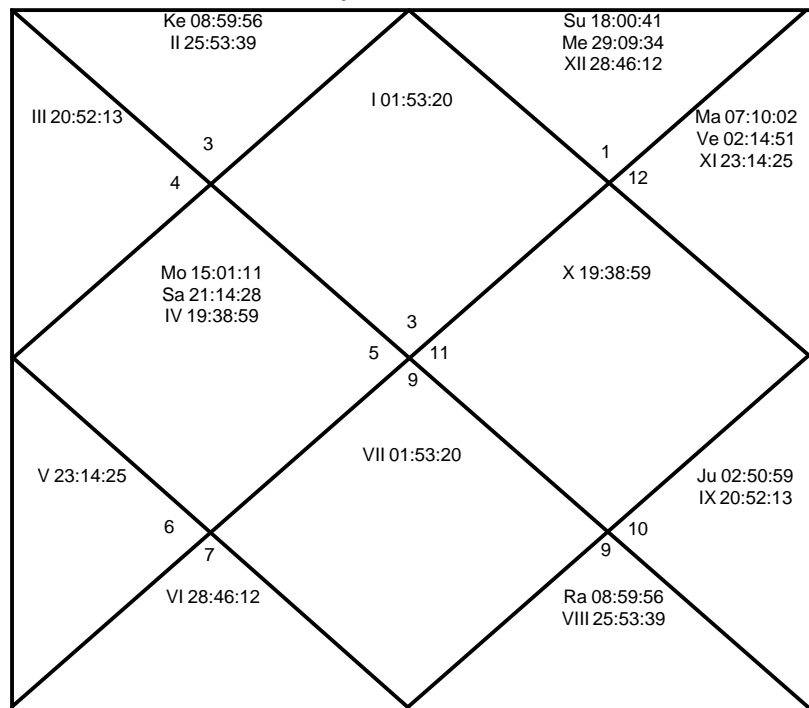 Ke 08:59:56
II 25:53:39
Su 18:00:41
Me 29:09:34
XII 28:46:12
I 01:53:20
III 20:52:13
Ma 07:10:02
Ve 02:14:51
XI 23:14:25
3
1
4
12
Mo 15:01:11
Sa 21:14:28
IV 19:38:59
X 19:38:59
3
5
11
9
VII 01:53:20
V 23:14:25
Ju 02:50:59
IX 20:52:13
6
10
7
9
VI 28:46:12
Ra 08:59:56
VIII 25:53:39